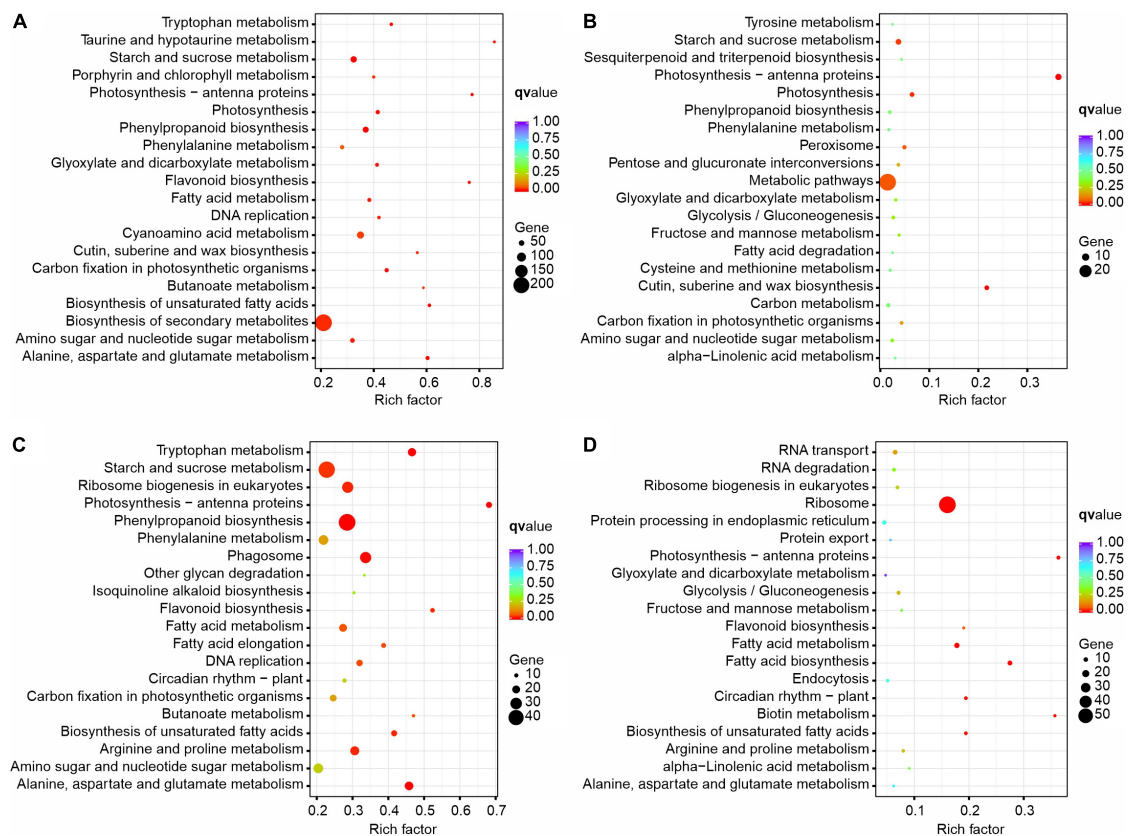 A
Tryptophan metabolism
Taurine and hypotaurine metabolism
Starch and sucrose metabolism
Porphyrin and chlorophyll metabolism
Photosynthesis − antenna proteins
Photosynthesis
Phenylpropanoid biosynthesis
Phenylalanine metabolism
Glyoxylate and dicarboxylate metabolism
Flavonoid biosynthesis
Fatty acid metabolism
DNA replication
Cyanoamino acid metabolism
Cutin, suberine and wax biosynthesis
Carbon fixation in photosynthetic organisms
Butanoate metabolism
Biosynthesis of unsaturated fatty acids
Biosynthesis of secondary metabolites
Amino sugar and nucleotide sugar metabolism
Alanine, aspartate and glutamate metabolism
0.2 0.4 0.6 0.8
Rich factor
qvalue
1.00
0.75
0.50
0.25
0.00
Gene
50
100
150
200
B
Tyrosine metabolism
Starch and sucrose metabolism
Sesquiterpenoid and triterpenoid biosynthesis
Photosynthesis − antenna proteins
Photosynthesis
Phenylpropanoid biosynthesis
Phenylalanine metabolism
Peroxisome
Pentose and glucuronate interconversions
Metabolic pathways
Glyoxylate and dicarboxylate metabolism
Glycolysis / Gluconeogenesis
Fructose and mannose metabolism
Fatty acid degradation
Cysteine and methionine metabolism
Cutin, suberine and wax biosynthesis
Carbon metabolism
Carbon fixation in photosynthetic organisms
Amino sugar and nucleotide sugar metabolism
alpha−Linolenic acid metabolism
0.0 0.1 0.2 0.3
Rich factor
qvalue
1.00
0.75
0.50
0.25
0.00
Gene
10
20
C
Tryptophan metabolism
Starch and sucrose metabolism
Ribosome biogenesis in eukaryotes
Photosynthesis − antenna proteins
Phenylpropanoid biosynthesis
Phenylalanine metabolism
Phagosome
Other glycan degradation
Isoquinoline alkaloid biosynthesis
Flavonoid biosynthesis
Fatty acid metabolism
Fatty acid elongation
DNA replication
Circadian rhythm − plant
Carbon fixation in photosynthetic organisms
Butanoate metabolism
Biosynthesis of unsaturated fatty acids
Arginine and proline metabolism
Amino sugar and nucleotide sugar metabolism
Alanine, aspartate and glutamate metabolism
0.2 0.3 0.4 0.5 0.6 0.7
Rich factor
qvalue
1.00
0.75
0.50
0.25
0.00
Gene
10
20
30
40
D
RNA transport
RNA degradation
Ribosome biogenesis in eukaryotes
Ribosome
Protein processing in endoplasmic reticulum
Protein export
Photosynthesis − antenna proteins
Glyoxylate and dicarboxylate metabolism
Glycolysis / Gluconeogenesis
Fructose and mannose metabolism
Flavonoid biosynthesis
Fatty acid metabolism
Fatty acid biosynthesis
Endocytosis
Circadian rhythm − plant
Biotin metabolism
Biosynthesis of unsaturated fatty acids
Arginine and proline metabolism
alpha−Linolenic acid metabolism
Alanine, aspartate and glutamate metabolism
0.1 0.2 0.3
Rich factor
qvalue
1.00
0.75
0.50
0.25
0.00
Gene
10
20
30
40
50